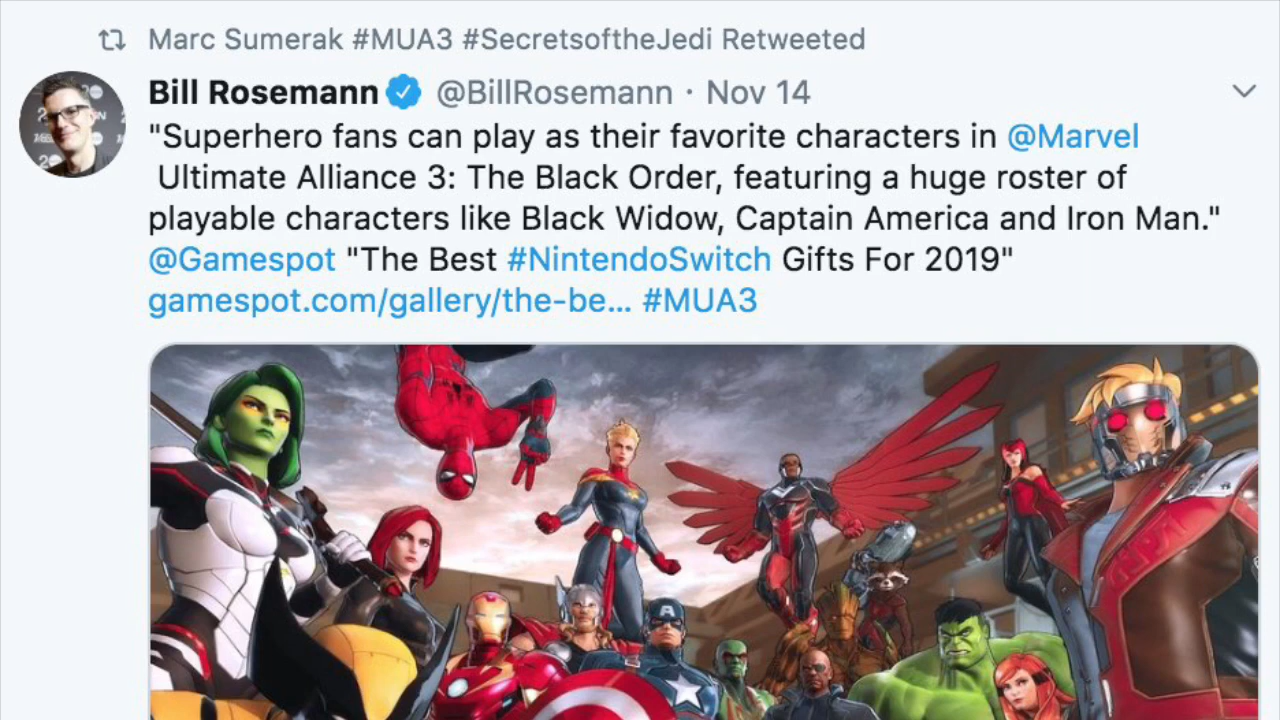 Marc Sumerak #MUA3 #SecretsoftheJedi Retweeted
Bill Rosemann @BillRosemann · Nov 14
"Superhero fans can play as their favorite characters in @Marvel
Ultimate Alliance 3: The Black Order, featuring a huge roster of
playable characters like Black Widow, Captain America and Iron Man."
@Gamespot "The Best #NintendoSwitch Gifts For 2019"
gamespot.com/gallery/the-be... #MUA3
A